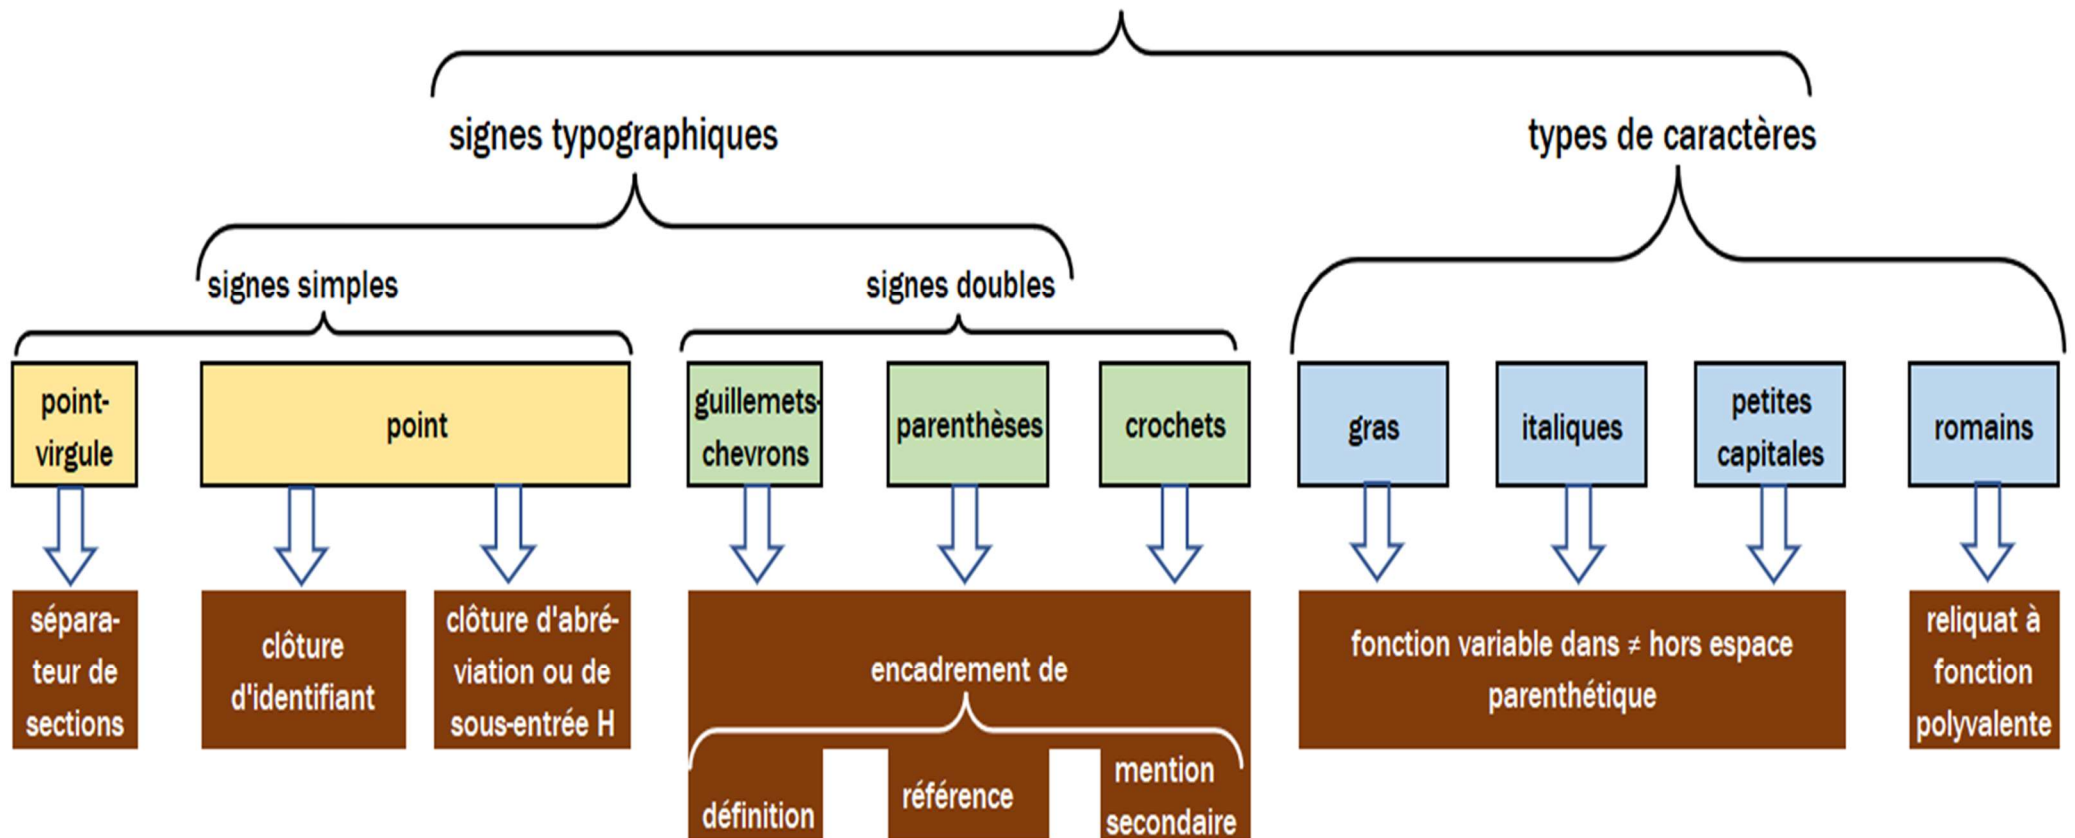 signes typographiques
types de caractères
signes simples
signes doubles
point-
virgule
point
guillemets-
chevrons
parenthèses
crochets
gras
italiques
petites
capitales
romains
sépara-
teur de
sections
clôture
d'identifiant
clôture d'abré-
viation ou de
sous-entrée H
encadrement de
définition
référence
mention
secondaire
fonction variable dans ≠ hors espace
parenthétique
reliquat à
fonction
polyvalente